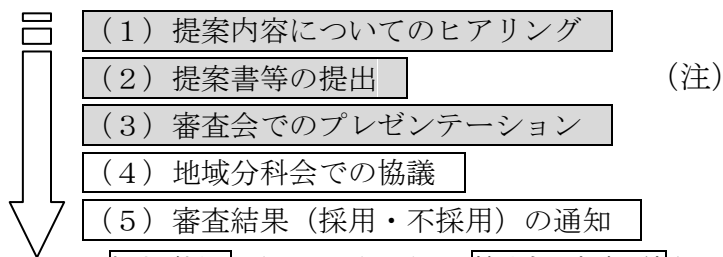 （１）提案内容についてのヒアリング
（２）提案書等の提出 （注）
（３）審査会でのプレゼンテーション
（４）地域分科会での協議
（５）審査結果（採用・不採用）の通知